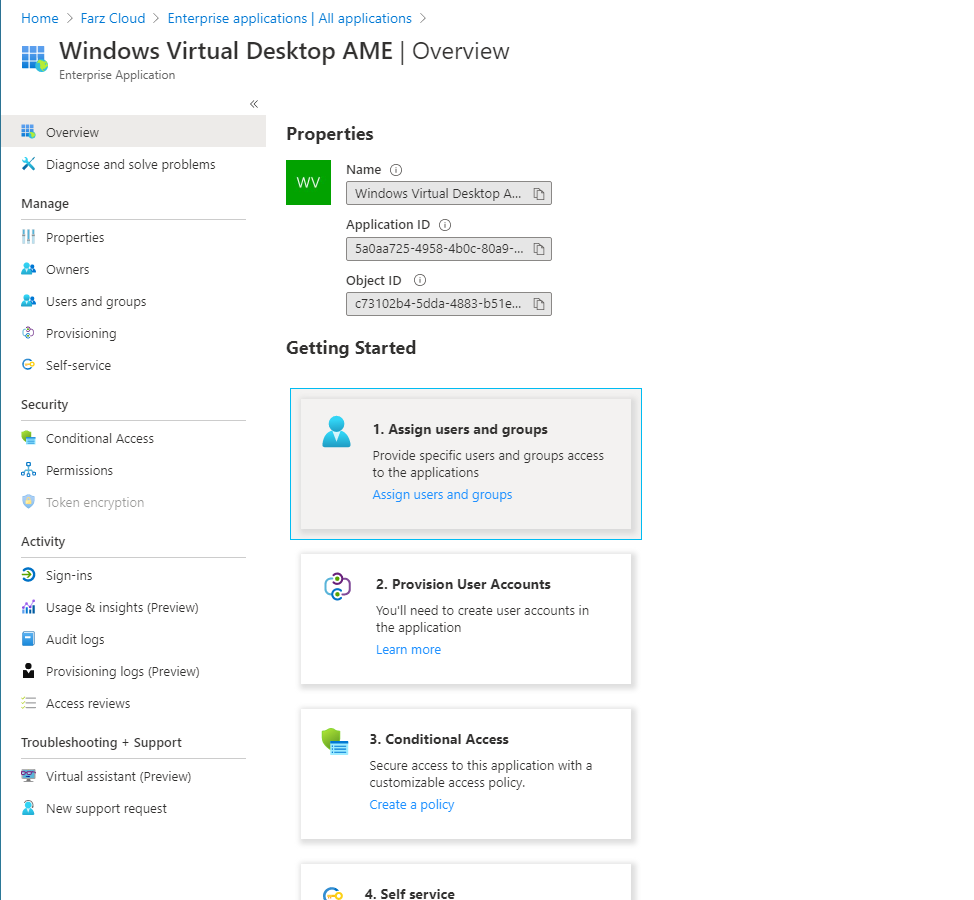 Home > Farz Cloud > Enterprise applications | All applications >
Windows Virtual Desktop AME | Overview
Enterprise Application
«
Overview
Diagnose and solve problems
Manage
Properties
Owners
Users and groups
Provisioning
Self-service
Security
Conditional Access
Permissions
Token encryption
Activity
Sign-ins
Usage & insights (Preview)
Audit logs
Provisioning logs (Preview)
Access reviews
Troubleshooting + Support
Virtual assistant (Preview)
New support request
Properties
WV
Name
Windows Virtual Desktop A...
Application ID
5a0aa725-4958-4b0c-80a9-...
Object ID
c73102b4-5dda-4883-b51e...
Getting Started
1. Assign users and groups
Provide specific users and groups access
to the applications
Assign users and groups
2. Provision User Accounts
You'll need to create user accounts in
the application
Learn more
3. Conditional Access
Secure access to this application with a
customizable access policy.
Create a policy
4. Self service